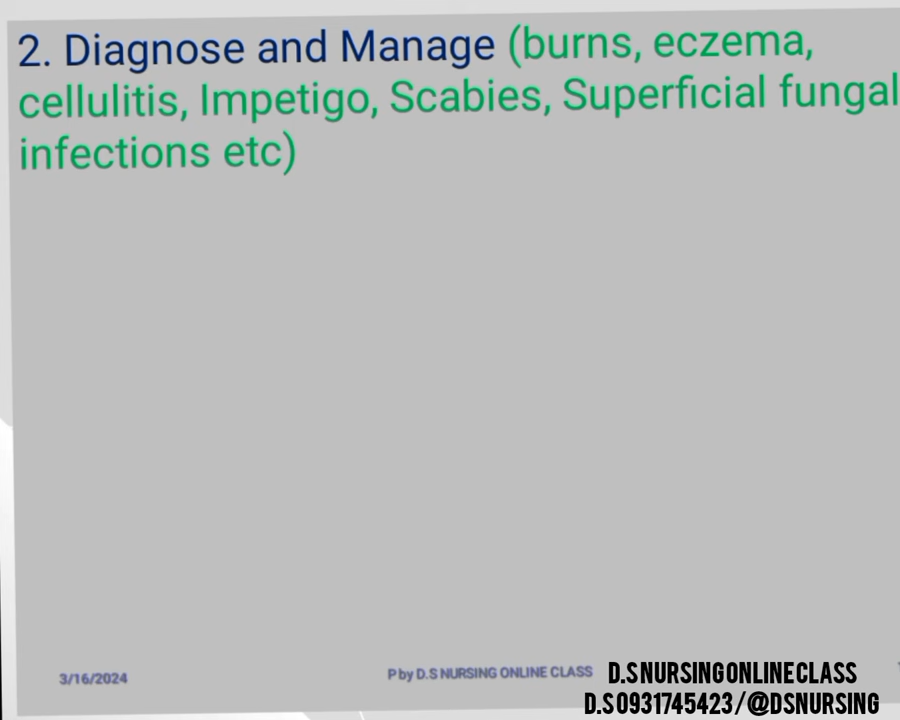 2. Diagnose and Manage (burns, eczema,
cellulitis, Impetigo, Scabies, Superficial fungal
infections etc)
3/16/2024
P by D.S NURSING ONLINE CLASS
D.S NURSING ONLINE CLASS
D.S 0931745423 / @DSNURSING